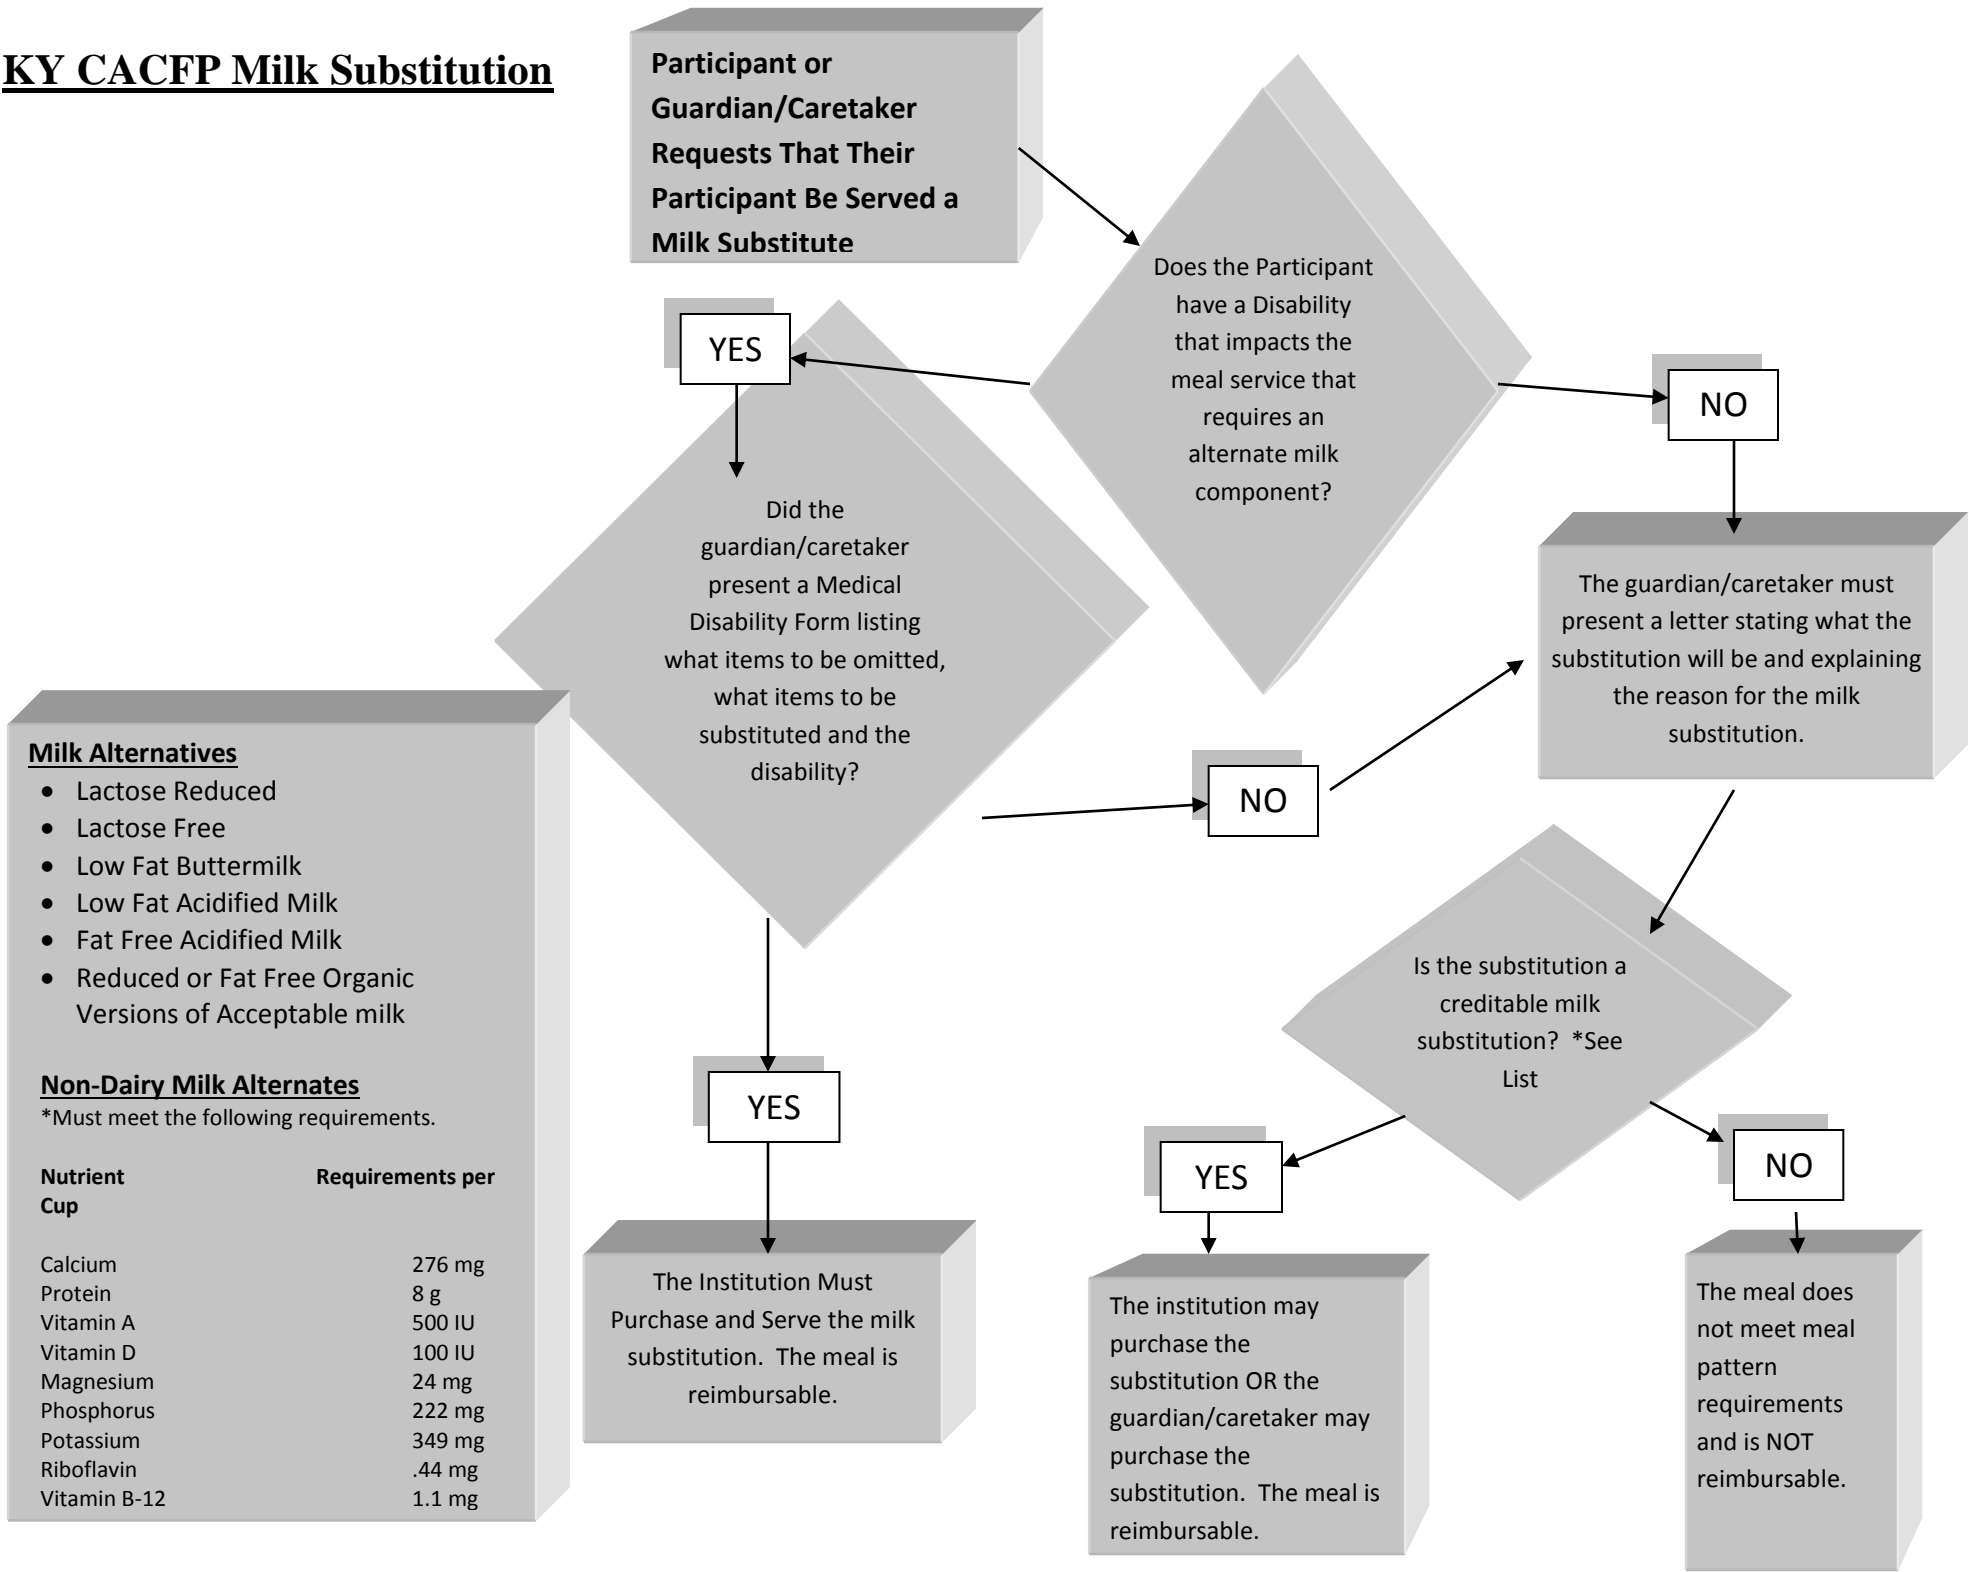 KY CACFP Milk Substitution
Participant or
Guardian/Caretaker
Requests That Their
Participant Be Served a
Milk Substitute
Does the Participant
have a Disability
that impacts the
meal service that
requires an
alternate milk
component?
YES
NO
Did the
guardian/caretaker
present a Medical
Disability Form listing
what items to be omitted,
what items to be
substituted and the
disability?
The guardian/caretaker must
present a letter stating what the
substitution will be and explaining
the reason for the milk
substitution.
NO
Milk Alternatives
• Lactose Reduced
• Lactose Free
• Low Fat Buttermilk
• Low Fat Acidified Milk
• Fat Free Acidified Milk
• Reduced or Fat Free Organic
Versions of Acceptable milk
Non-Dairy Milk Alternates
*Must meet the following requirements.
Nutrient Requirements per
Cup
Calcium 276 mg
Protein 8 g
Vitamin A 500 IU
Vitamin D 100 IU
Magnesium 24 mg
Phosphorus 222 mg
Potassium 349 mg
Riboflavin .44 mg
Vitamin B-12 1.1 mg
Is the substitution a
creditable milk
substitution? *See
List
YES
YES
NO
The Institution Must
Purchase and Serve the milk
substitution. The meal is
reimbursable.
The institution may
purchase the
substitution OR the
guardian/caretaker may
purchase the
substitution. The meal is
reimbursable.
The meal does
not meet meal
pattern
requirements
and is NOT
reimbursable.